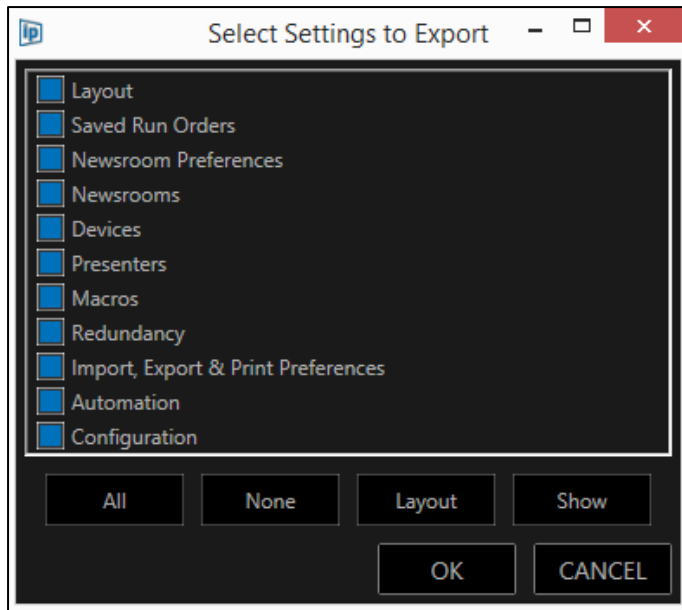 ip
Select Settings to Export
Layout
Saved Run Orders
Newsroom Preferences
Newsrooms
Devices
Presenters
Macros
Redundancy
Import, Export & Print Preferences
Automation
Configuration
All None Layout Show
OK CANCEL